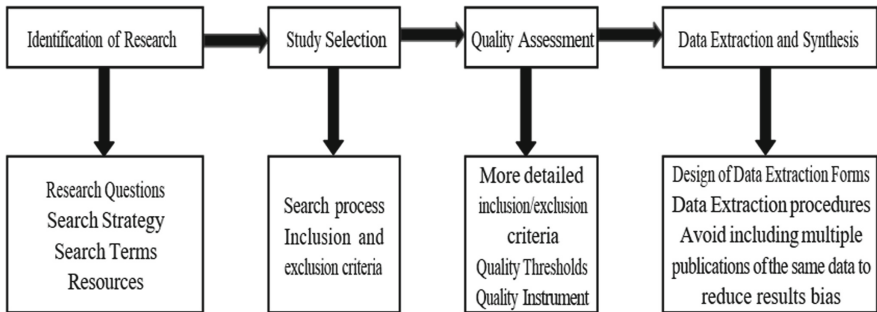 Identification of Research
Study Selection
Quality Assessment
Data Extraction and Synthesis
Research Questions
Search Strategy
Search Terms
Resources
Search process
Inclusion and
exclusion criteria
More detailed
inclusion/exclusion
criteria
Quality Thresholds
Quality Instrument
Design of Data Extraction Forms
Data Extraction procedures
Avoid including multiple
publications of the same data to
reduce results bias